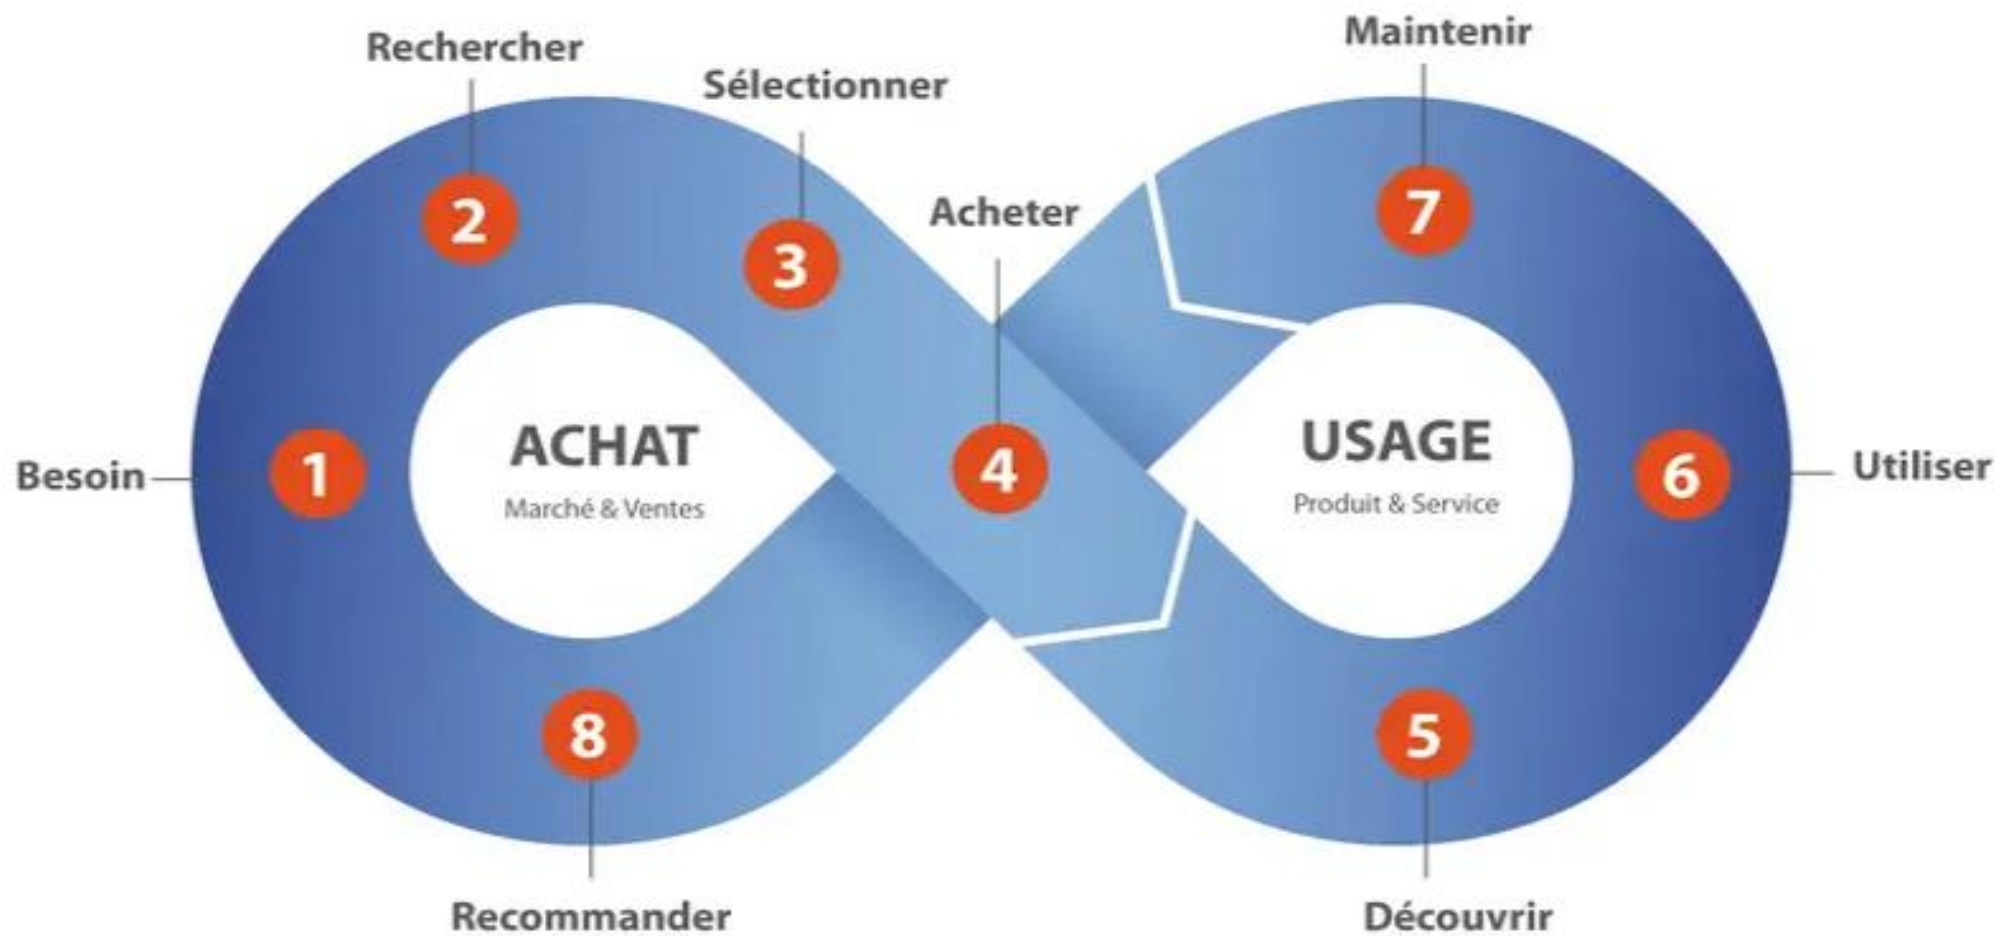 Rechercher
Maintenir
Sélectionner
Acheter
2
7
3
ACHAT
Marché & Ventes
USAGE
Produit & Service
Besoin
1
4
6
Utiliser
8
5
Recommander
Découvrir